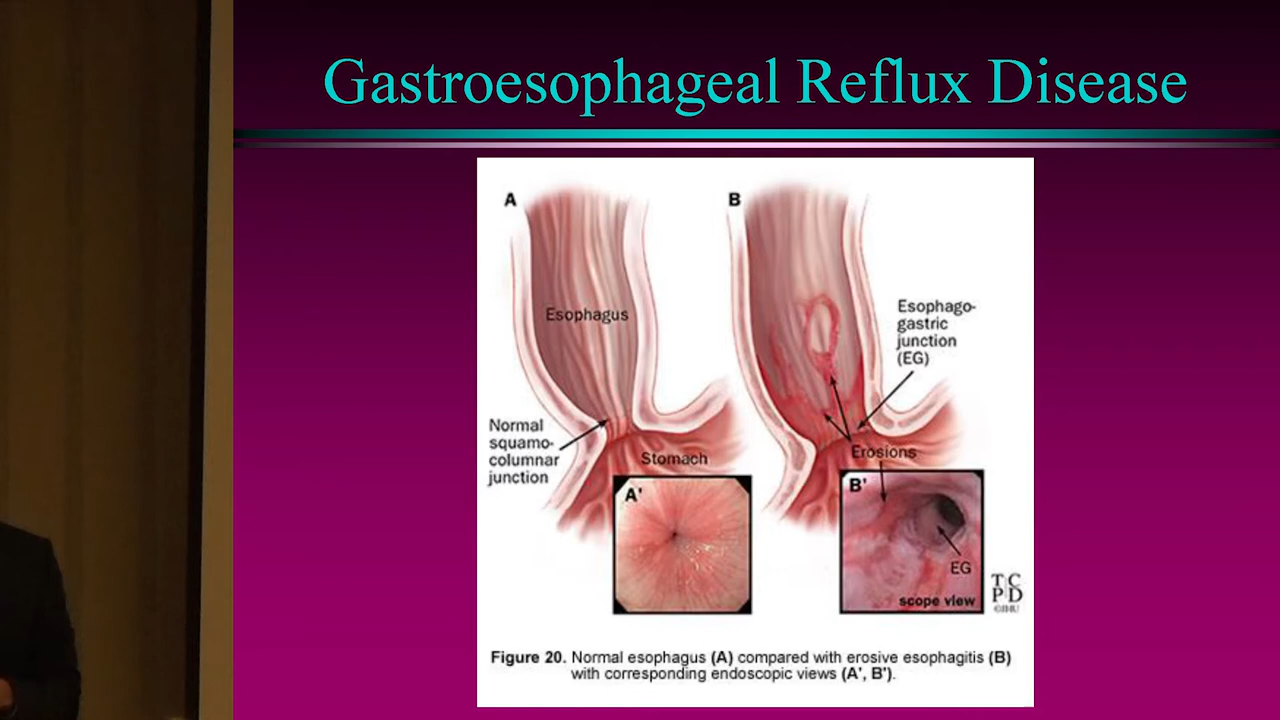 Gastroesophageal Reflux Disease
A
B
Esophagus
Esophago-
gastric
junction
(EG)
Normal
squamo-
columnar
junction
Stomach
Erosions
A'
B'
EG
scope view
T C
P D
©JHU
Figure 20. Normal esophagus (A) compared with erosive esophagitis (B)
with corresponding endoscopic views (A', B').